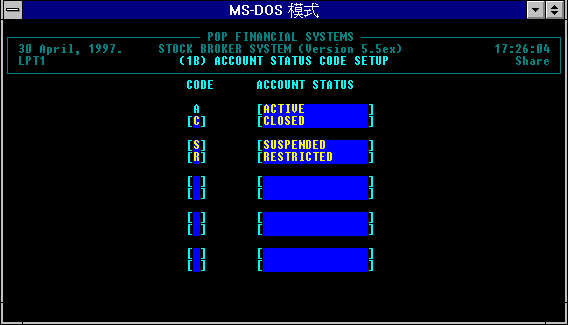 MS-DOS 模式
POP FINANCIAL SYSTEMS
30 April, 1997. STOCK BROKER SYSTEM (Version 5.5ex) 17:26:04
LPT1 (1B) ACCOUNT STATUS CODE SETUP Share
CODE ACCOUNT STATUS
A [ACTIVE ]
[C] [CLOSED ]
[S] [SUSPENDED ]
[R] [RESTRICTED ]
[ ] [ ]
[ ] [ ]
[ ] [ ]
[ ] [ ]
[ ] [ ]
[ ] [ ]